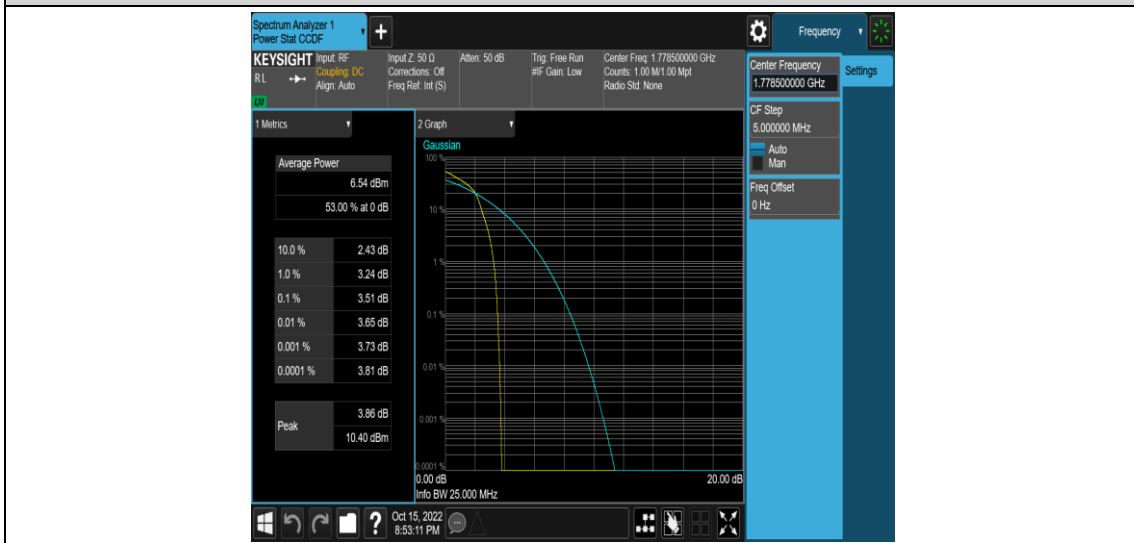 Spectrum Analyzer 1
Power Stat CCDF
+
Frequency
KEYSIGHT
RL
Input: RF
Coupling: DC
Align: Auto
Input Z: 50 Ω
Corrections: Off
Freq Ref: Int (S)
Atten: 50 dB
Trig: Free Run
#IF Gain: Low
Center Freq: 1.778500000 GHz
Counts: 1.00 M/1.00 Mpt
Radio Std: None
Center Frequency
1.778500000 GHz
Settings
CF Step
5.000000 MHz
Auto
Man
Freq Offset
0 Hz
1 Metrics
Average Power
6.54 dBm
53.00 % at 0 dB
10.0 % 2.43 dB
1.0 % 3.24 dB
0.1 % 3.51 dB
0.01 % 3.65 dB
0.001 % 3.73 dB
0.0001 % 3.81 dB
Peak
3.86 dB
10.40 dBm
2 Graph
Gaussian
100 %
10 %
1 %
0.1 %
0.01 %
0.001 %
0.0001 %
0.00 dB 20.00 dB
Info BW 25.000 MHz
?
Oct 15, 2022
8:53:11 PM